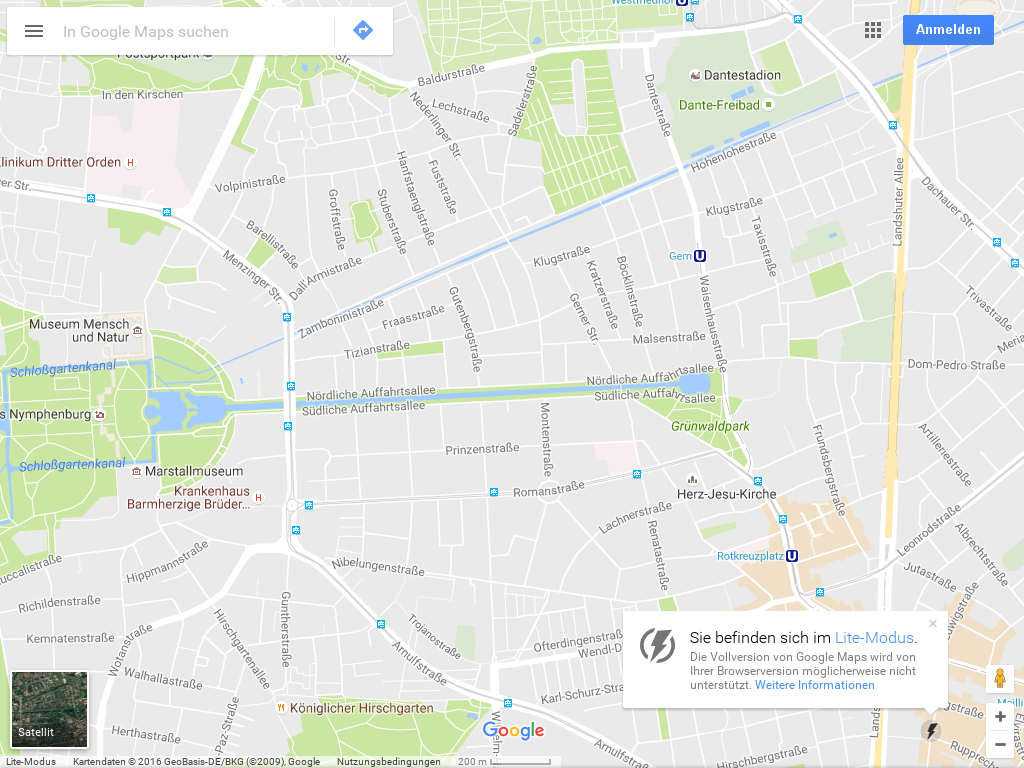 Westfriedhof
In Google Maps suchen
Anmelden
Postsportpark
Baldurstraße
Dantestadion
In den Kirschen
Nederlinger Str.
Lechstraße
Sadelerstraße
Dantestraße
Dante-Freibad
Klinikum Dritter Orden
Hohenlohestraße
Landshuter Allee
Dachauer Str.
Volpinistraße
Groffstraße
Stuberstraße
Hanfstaenglstraße
Fuststraße
Klugstraße
Taxisstraße
Barellistraße
Menzinger Str.
Dall'Armistraße
Klugstraße
Gern
Kratzerstraße
Böcklinstraße
Waisenhausstraße
Gerner Str.
Trivastraße
Zamboninistraße
Fraasstraße
Gutenbergstraße
Museum Mensch
und Natur
Malsenstraße
Tizianstraße
Dom-Pedro-Straße
Schloßgartenkanal
Nördliche Auffahrtsallee
Südliche Auffahrtsallee
Nördliche Auffahrtsallee
Südliche Auffahrtsallee
s Nymphenburg
Montenstraße
Grünwaldpark
Frundsbergstraße
Artilleriestraße
Prinzenstraße
Schloßgartenkanal
Marstallmuseum
Krankenhaus
Barmherzige Brüder...
Romanstraße
Herz-Jesu-Kirche
Lachnerstraße
Renatastraße
Leonrodstraße
Albrechtstraße
Rotkreuzplatz
Nibelungenstraße
Hippmannstraße
Jutastraße
Richildenstraße
Guntherstraße
Hirschgartenallee
Kemnatenstraße
Wotanstraße
Trojanostraße
Arnulfstraße
Ofterdingenstraße
Wendl-D
Walhallastraße
Karl-Schurz-Stra
Königlicher Hirschgarten
Herthastraße
Paz-Straße
Wilhelm-
Arnulfstraße
Hirschbergstraße
Sie befinden sich im Lite-Modus.
Die Vollversion von Google Maps wird von
Ihrer Browserversion möglicherweise nicht
unterstützt. Weitere Informationen
Satellit
Google
Lite-Modus
Kartendaten © 2016 GeoBasis-DE/BKG (©2009), Google
Nutzungsbedingungen
200 m